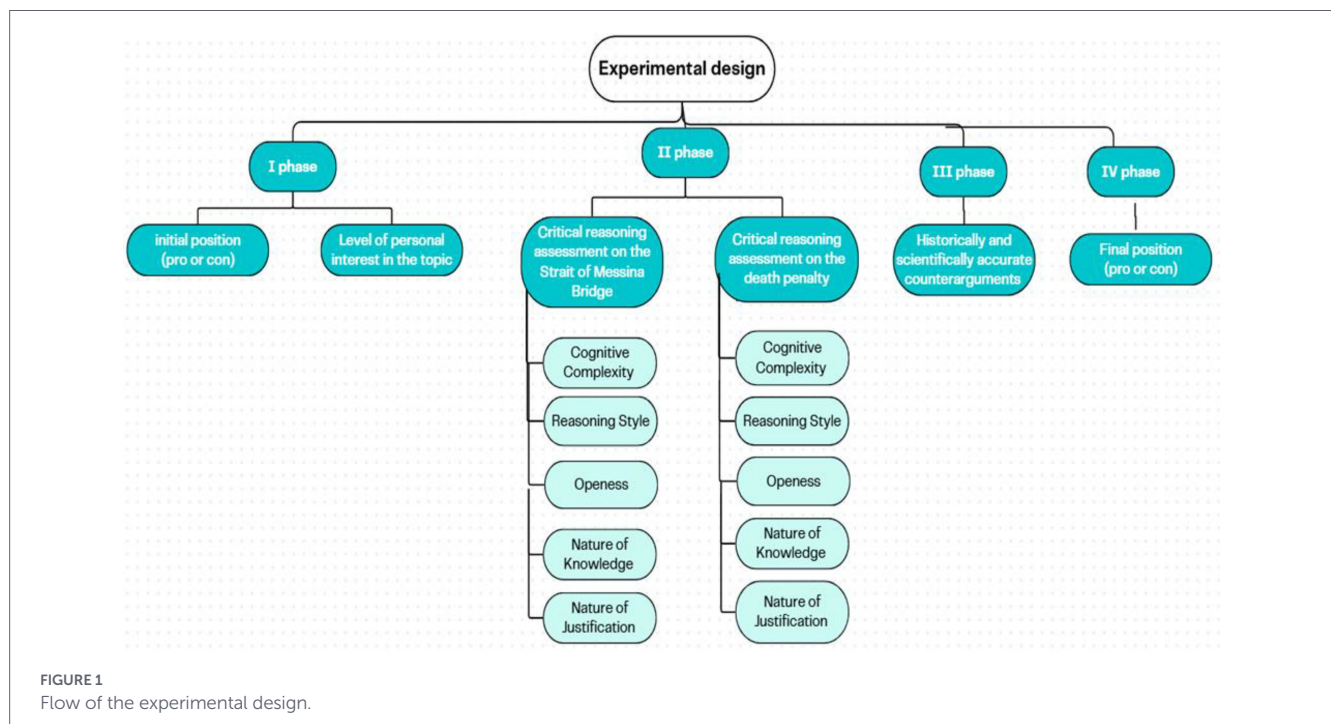 Experimental design
I phase
II phase
III phase
IV phase
initial position
(pro or con)
Level of personal
interest in the topic
Critical reasoning
assessment on the
Strait of Messina
Bridge
Critical reasoning
assessment on the
death penalty
Historically and
scientifically accurate
counterarguments
Final position
(pro or con)
Cognitive
Complexity
Reasoning Style
Openess
Nature of
Knowledge
Nature of
Justification
Cognitive
Complexity
Reasoning Style
Openess
Nature of
Knowledge
Nature of
Justification
FIGURE 1
Flow of the experimental design.